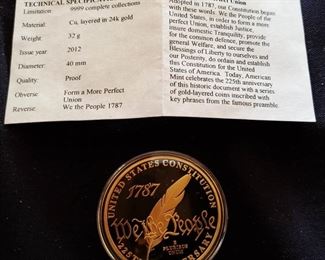 TECHNICAL SPECIFICATIONS
Limitation 9999 complete collections
Material: Cu, layered in 24k gold
Weight: 32 g
Issue year 2012
Diameter: 40 mm
Quality: Proof
Obverse Form a More Perfect
Union
Reverse: We the People 1787
Union
Adopted in 1787, our Constitution began
with these words: We the People of the
United States, in order to form a more
perfect Union, establish Justice,
insure domestic Tranquility, provide
for the common defence, promote the
general Welfare, and secure the
Blessings of Liberty to ourselves and
our Posterity, do ordain and establish
this Constitution for the United
States of America. Today, American
Mint celebrates the 225th anniversary
of this historic document with a series
of gold-layered coins inscribed with
key phrases from the famous preamble.
UNITED STATES CONSTITUTION
1787
We the People
E
PLURIBUS
UNUM
225TH ANNIVERSARY